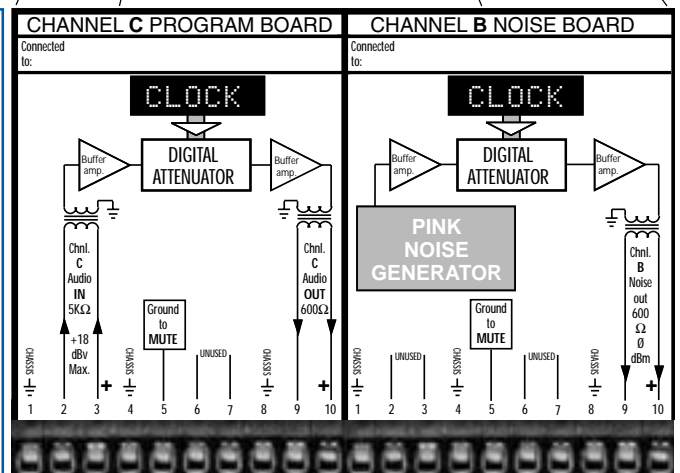 CHANNEL C PROGRAM BOARD
Connected
to:
CLOCK
Buffer
amp.
DIGITAL
ATTENUATOR
Buffer
amp.
Chnl.
C
Audio
IN
5KΩ
+18
dBv
Max.
Chnl.
C
Audio
OUT
600Ω
Ground
to
MUTE
CHASSIS
CHASSIS
UNUSED
CHASSIS
+
+
1 2 3 4 5 6 7 8 9 10
CHANNEL B NOISE BOARD
Connected
to:
CLOCK
Buffer
amp.
DIGITAL
ATTENUATOR
Buffer
amp.
PINK
NOISE
GENERATOR
Chnl.
B
Noise
out
600
Ω
Ø
dBm
Ground
to
MUTE
CHASSIS
UNUSED
CHASSIS
UNUSED
CHASSIS
+
1 2 3 4 5 6 7 8 9 10